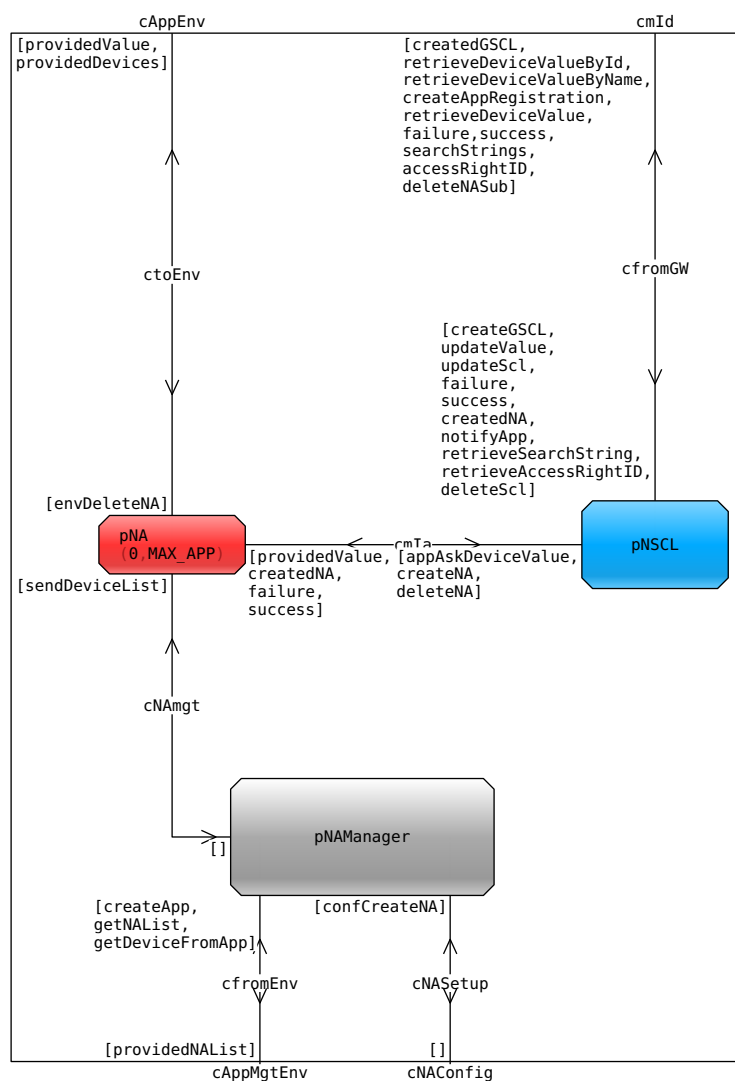 cAppEnv
cmId
[providedValue,
providedDevices]
[createdGSCL,
retrieveDeviceValueById,
retrieveDeviceValueByName,
createAppRegistration,
retrieveDeviceValue,
failure,success,
searchStrings,
accessRightID,
deleteNASub]
ctoEnv
cfromGW
[createGSCL,
updateValue,
updateScl,
failure,
success,
createdNA,
notifyApp,
retrieveSearchString,
retrieveAccessRightID,
deleteScl]
[envDeleteNA]
pNA
(0,MAX_APP)
cmIa
pNSCL
[providedValue,
createdNA,
failure,
success]
[appAskDeviceValue,
createNA,
deleteNA]
[sendDeviceList]
cNAmgt
pNAManager
[]
[createApp,
getNAList,
getDeviceFromApp]
[confCreateNA]
cfromEnv
cNASetup
[providedNAList]
[]
cAppMgtEnv
cNAConfig